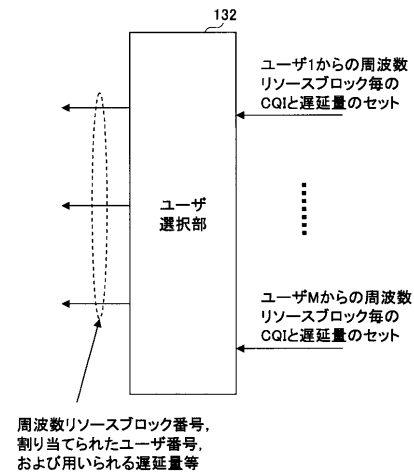 132
ユーザ1からの周波数
リソースブロック毎の
CQIと遅延量のセット
ユーザ
選択部
ユーザMからの周波数
リソースブロック毎の
CQIと遅延量のセット
周波数リソースブロック番号,
割り当てられたユーザ番号,
および用いられる遅延量等